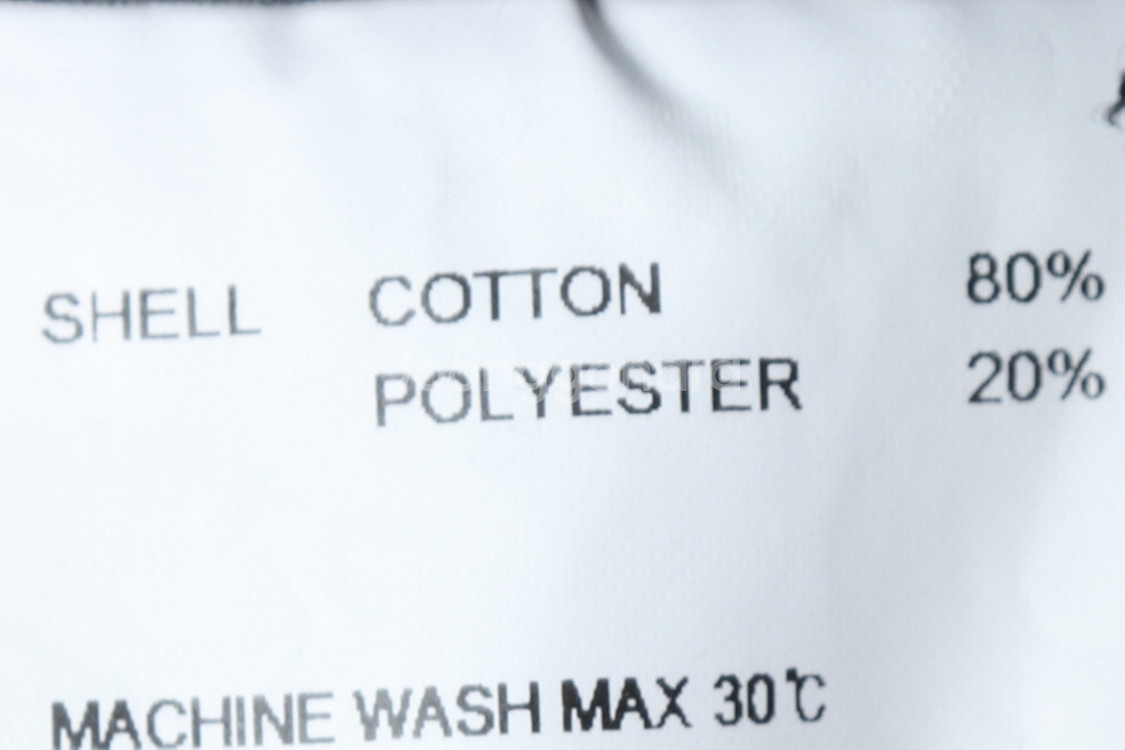 SHELL COTTON 80%
POLYESTER 20%
MACHINE WASH MAX 30℃